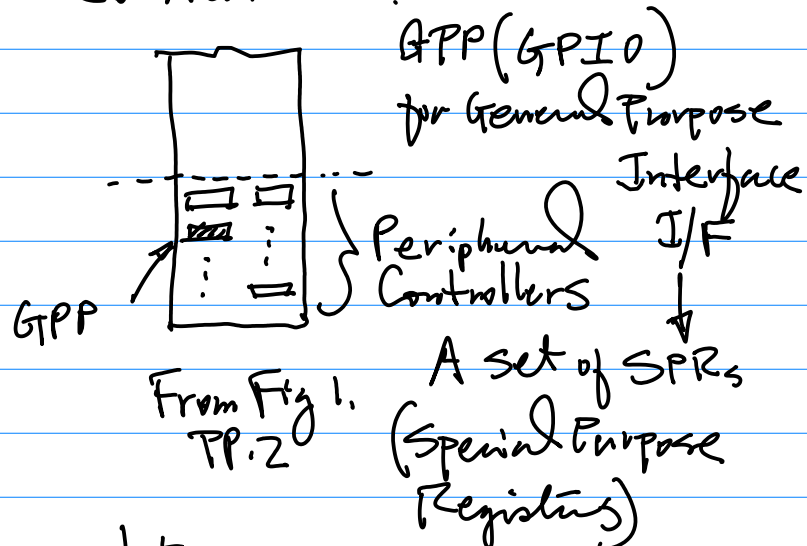 GPP (GPIO)
for General Purpose
Interface
I/F
Peripheral
Controllers
GPP
A set of SPRs
From Fig 1.
PP.2
(Special Purpose
Registers)